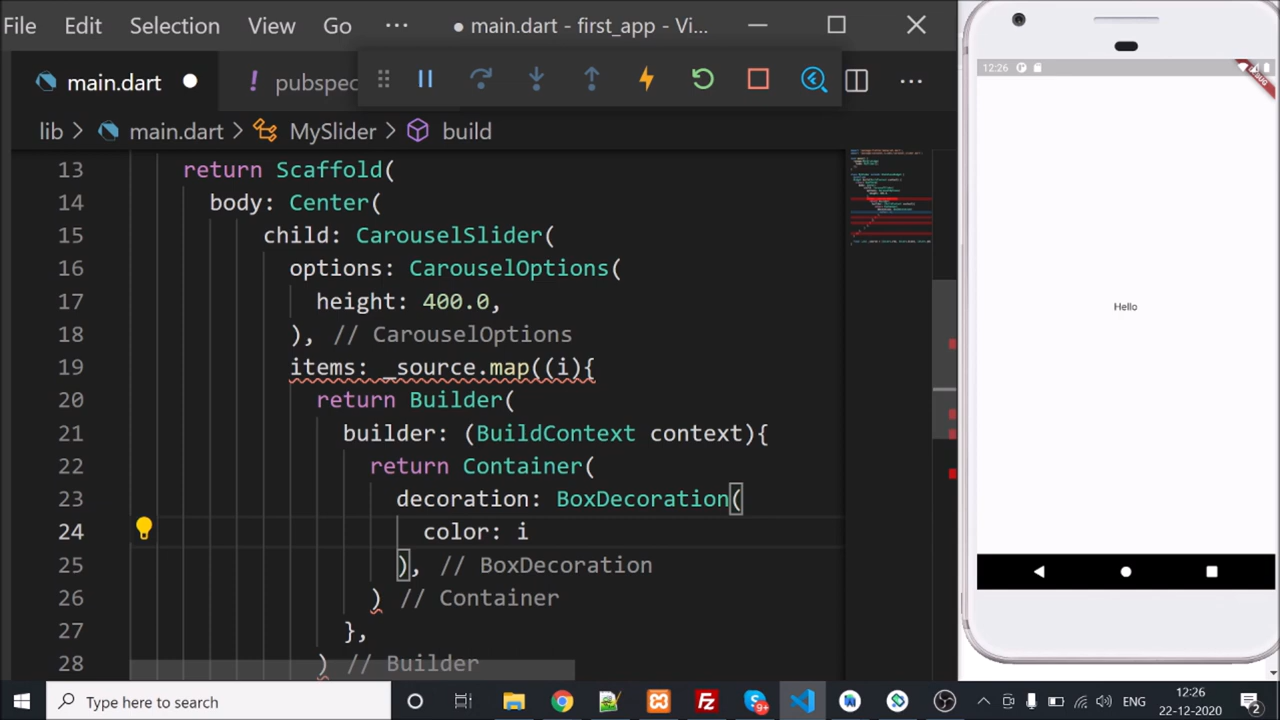 File Edit Selection View Go ··· ● main.dart - first_app - Vi...
main.dart ● ! pubspec
lib > main.dart > MySlider > build
13 return Scaffold(
14 body: Center(
15 child: CarouselSlider(
16 options: CarouselOptions(
17 height: 400.0,
18 ), // CarouselOptions
19 items: _source.map((i){
20 return Builder(
21 builder: (BuildContext context){
22 return Container(
23 decoration: BoxDecoration(
24 color: i
25 ), // BoxDecoration
26 ) // Container
27 },
28 ) // Builder
12:26
DEBUG
Hello
Type here to search
9+
ENG
12:26
22-12-2020
2